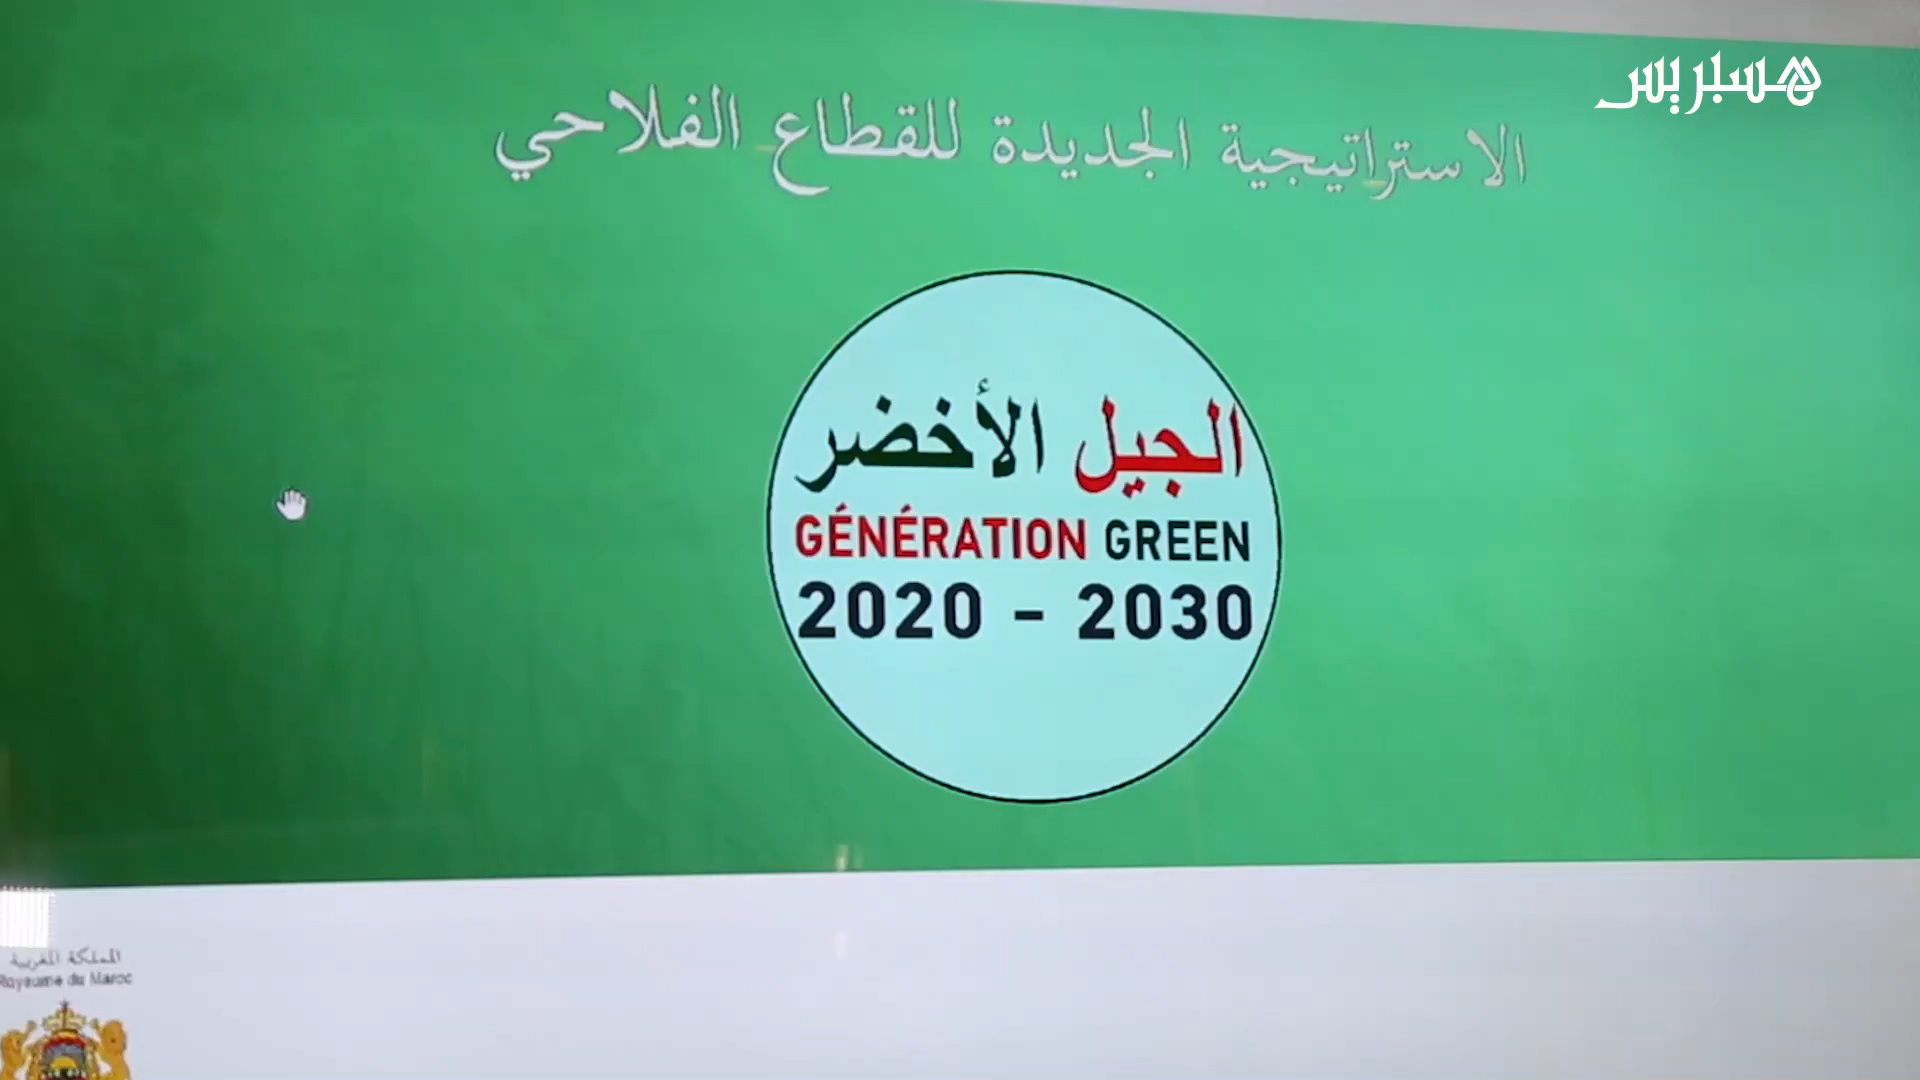 هسبريس
الاستراتيجية الجديدة للقطاع الفلاحي
الجيل الأخضر
GÉNÉRATION GREEN
2020 - 2030
المملكة المغربية
Royaume du Maroc